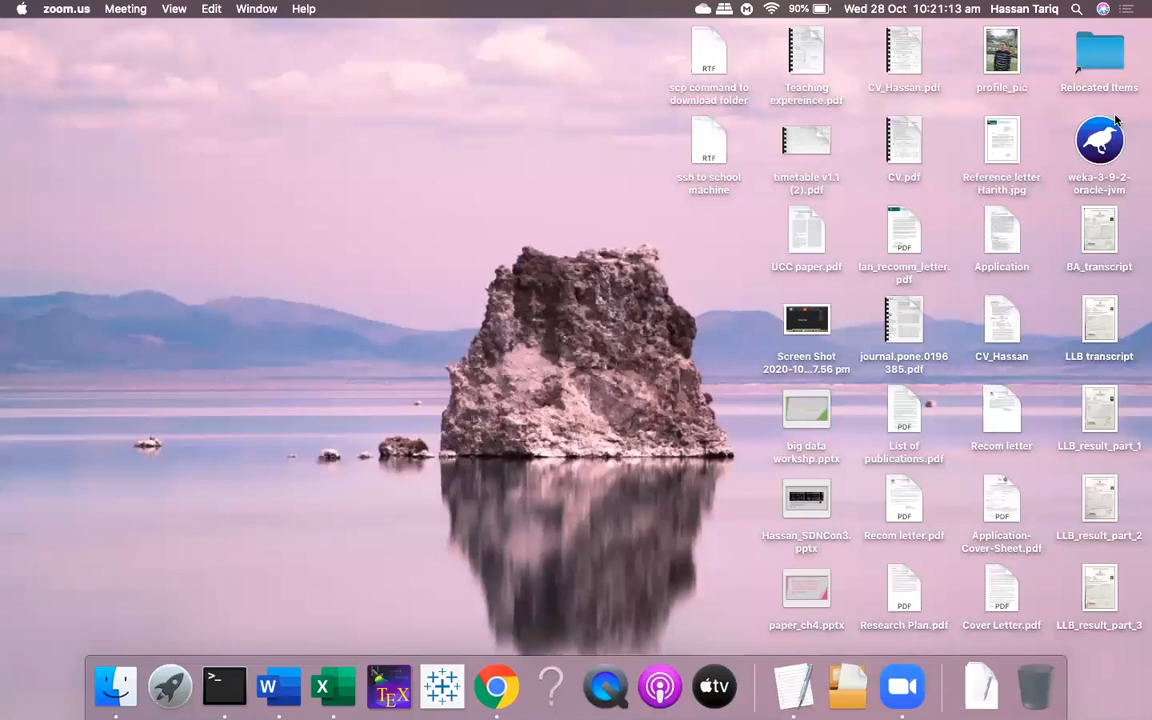 zoom.us Meeting View Edit Window Help 90% Wed 28 Oct 10:21:13 am Hassan Tariq
RTF
scp command to
download folder
Teaching
expereince.pdf
CV_Hassan.pdf
profile_pic
Relocated Items
RTF
ssh to school
machine
timetable v1.1
(2).pdf
CV.pdf
Reference letter
Harith.jpg
weka-3-9-2-
oracle-jvm
UCC paper.pdf
PDF
Ian_recomm_letter.
pdf
Application
BA_transcript
Screen Shot
2020-10...7.56 pm
journal.pone.0196
385.pdf
CV_Hassan
LLB transcript
big data
workshp.pptx
PDF
List of
publications.pdf
Recom letter
LLB_result_part_1
Hassan_SDNCon3.
pptx
PDF
Recom letter.pdf
PDF
Application-
Cover-Sheet.pdf
LLB_result_part_2
paper_ch4.pptx
PDF
Research Plan.pdf
PDF
Cover Letter.pdf
LLB_result_part_3
>_
W
X
TEX
tv